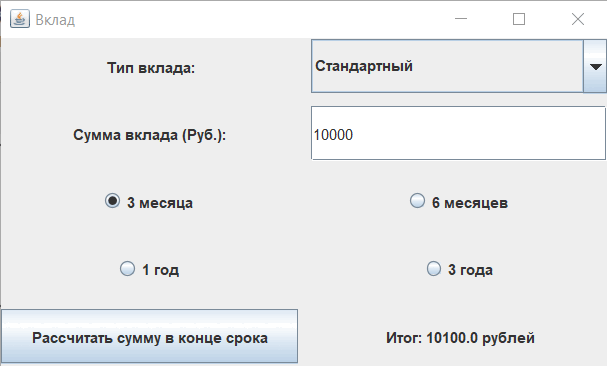 Вклад
Тип вклада:
Стандартный
Сумма вклада (Руб.):
10000
3 месяца
6 месяцев
1 год
3 года
Рассчитать сумму в конце срока
Итог: 10100.0 рублей